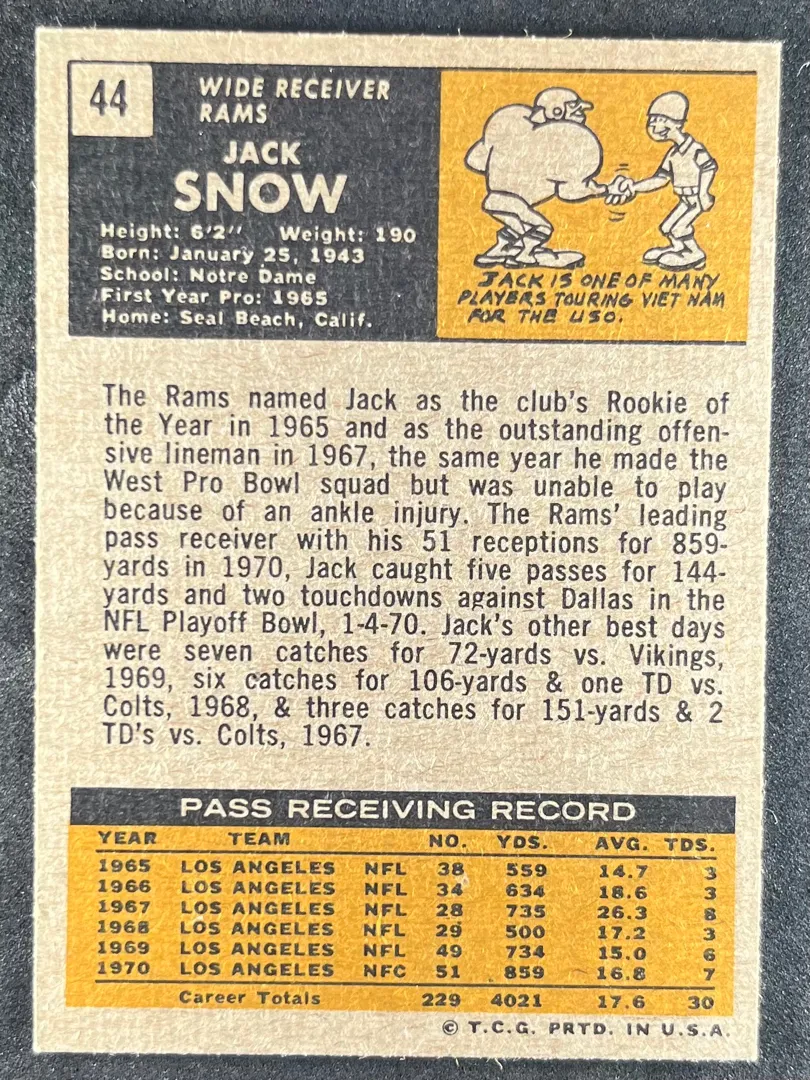 44
WIDE RECEIVER
RAMS
JACK
SNOW
Height: 6'2" Weight: 190
Born: January 25, 1943
School: Notre Dame
First Year Pro: 1965
Home: Seal Beach, Calif.
JACK IS ONE OF MANY
PLAYERS TOURING VIET NAM
FOR THE USO.
The Rams named Jack as the club's Rookie of
the Year in 1965 and as the outstanding offen-
sive lineman in 1967, the same year he made the
West Pro Bowl squad but was unable to play
because of an ankle injury. The Rams' leading
pass receiver with his 51 receptions for 859-
yards in 1970, Jack caught five passes for 144-
yards and two touchdowns against Dallas in the
NFL Playoff Bowl, 1-4-70. Jack's other best days
were seven catches for 72-yards vs. Vikings,
1969, six catches for 106-yards & one TD vs.
Colts, 1968, & three catches for 151-yards & 2
TD's vs. Colts, 1967.
PASS RECEIVING RECORD
YEAR TEAM NO. YDS. AVG. TDS.
1965 LOS ANGELES NFL 38 559 14.7 3
1966 LOS ANGELES NFL 34 634 18.6 3
1967 LOS ANGELES NFL 28 735 26.3 8
1968 LOS ANGELES NFL 29 500 17.2 3
1969 LOS ANGELES NFL 49 734 15.0 6
1970 LOS ANGELES NFC 51 859 16.8 7
Career Totals 229 4021 17.6 30
© T.C.G. PRTD. IN U.S.A.